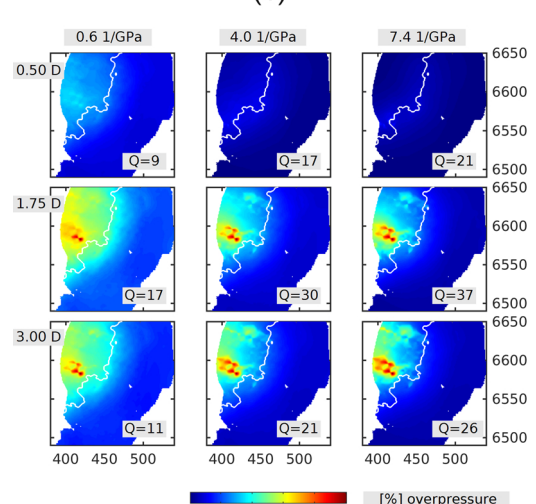 0.6 1/GPa 4.0 1/GPa 7.4 1/GPa
0.50 D
6650
6600
6550
6500
Q=9 Q=17 Q=21
1.75 D
6650
6600
6550
6500
Q=17 Q=30 Q=37
3.00 D
6650
6600
6550
6500
Q=11 Q=21 Q=26
400 450 500 400 450 500 400 450 500
[%] overpressure